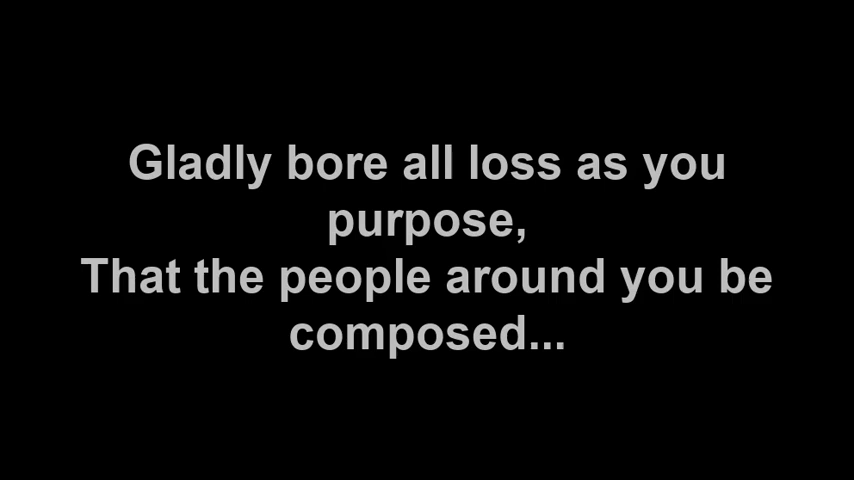 Gladly bore all loss as you
purpose,
That the people around you be
composed...